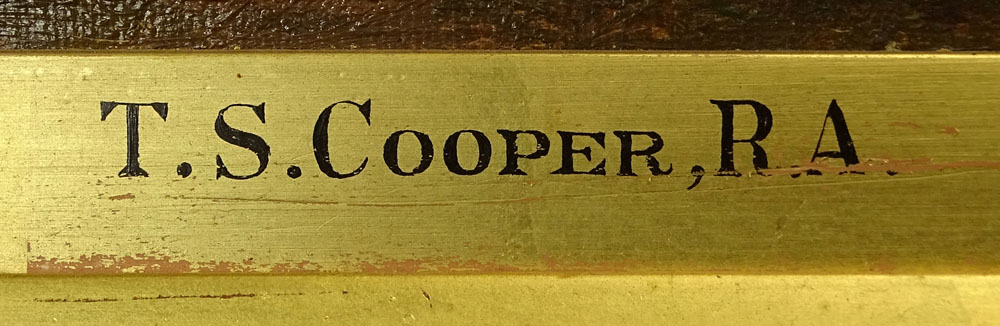 T. S. COOPER, R.A.